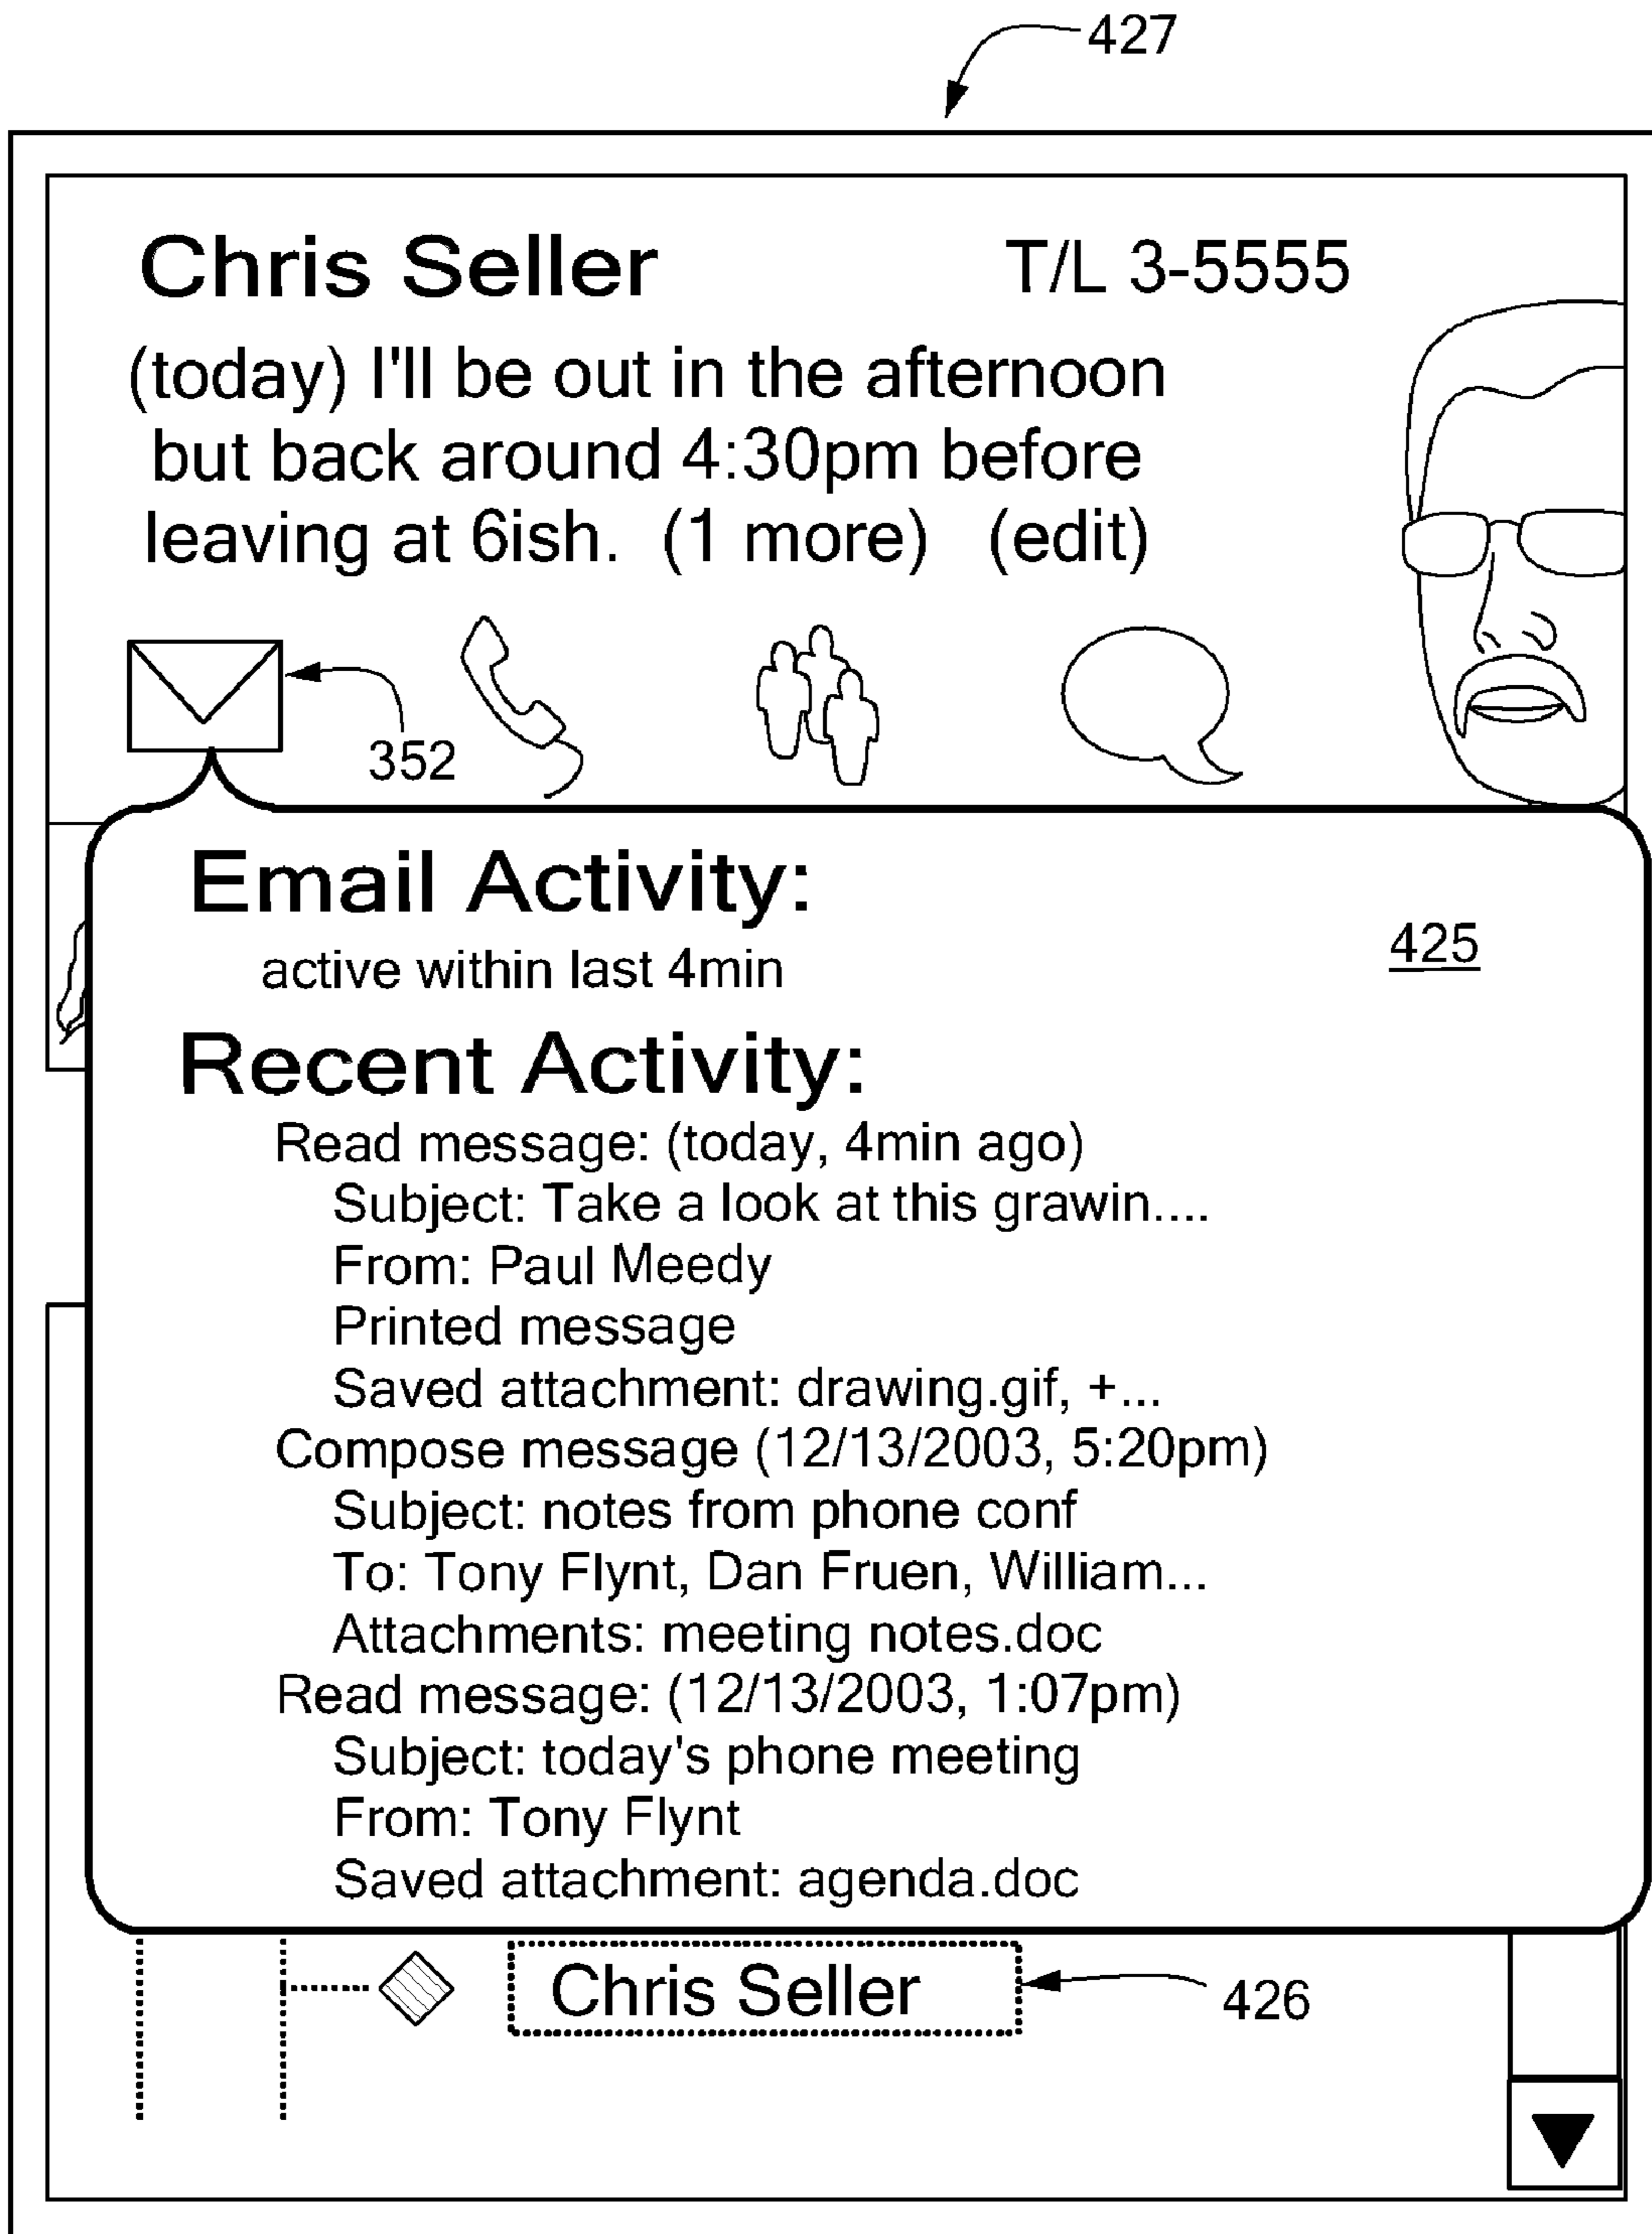 427
Chris Seller T/L 3-5555
(today) I'll be out in the afternoon
but back around 4:30pm before
leaving at 6ish. (1 more) (edit)
352
Email Activity:
425
active within last 4min
Recent Activity:
Read message: (today, 4min ago)
Subject: Take a look at this grawin....
From: Paul Meedy
Printed message
Saved attachment: drawing.gif, +...
Compose message (12/13/2003, 5:20pm)
Subject: notes from phone conf
To: Tony Flynt, Dan Fruen, William...
Attachments: meeting notes.doc
Read message: (12/13/2003, 1:07pm)
Subject: today's phone meeting
From: Tony Flynt
Saved attachment: agenda.doc
Chris Seller
426